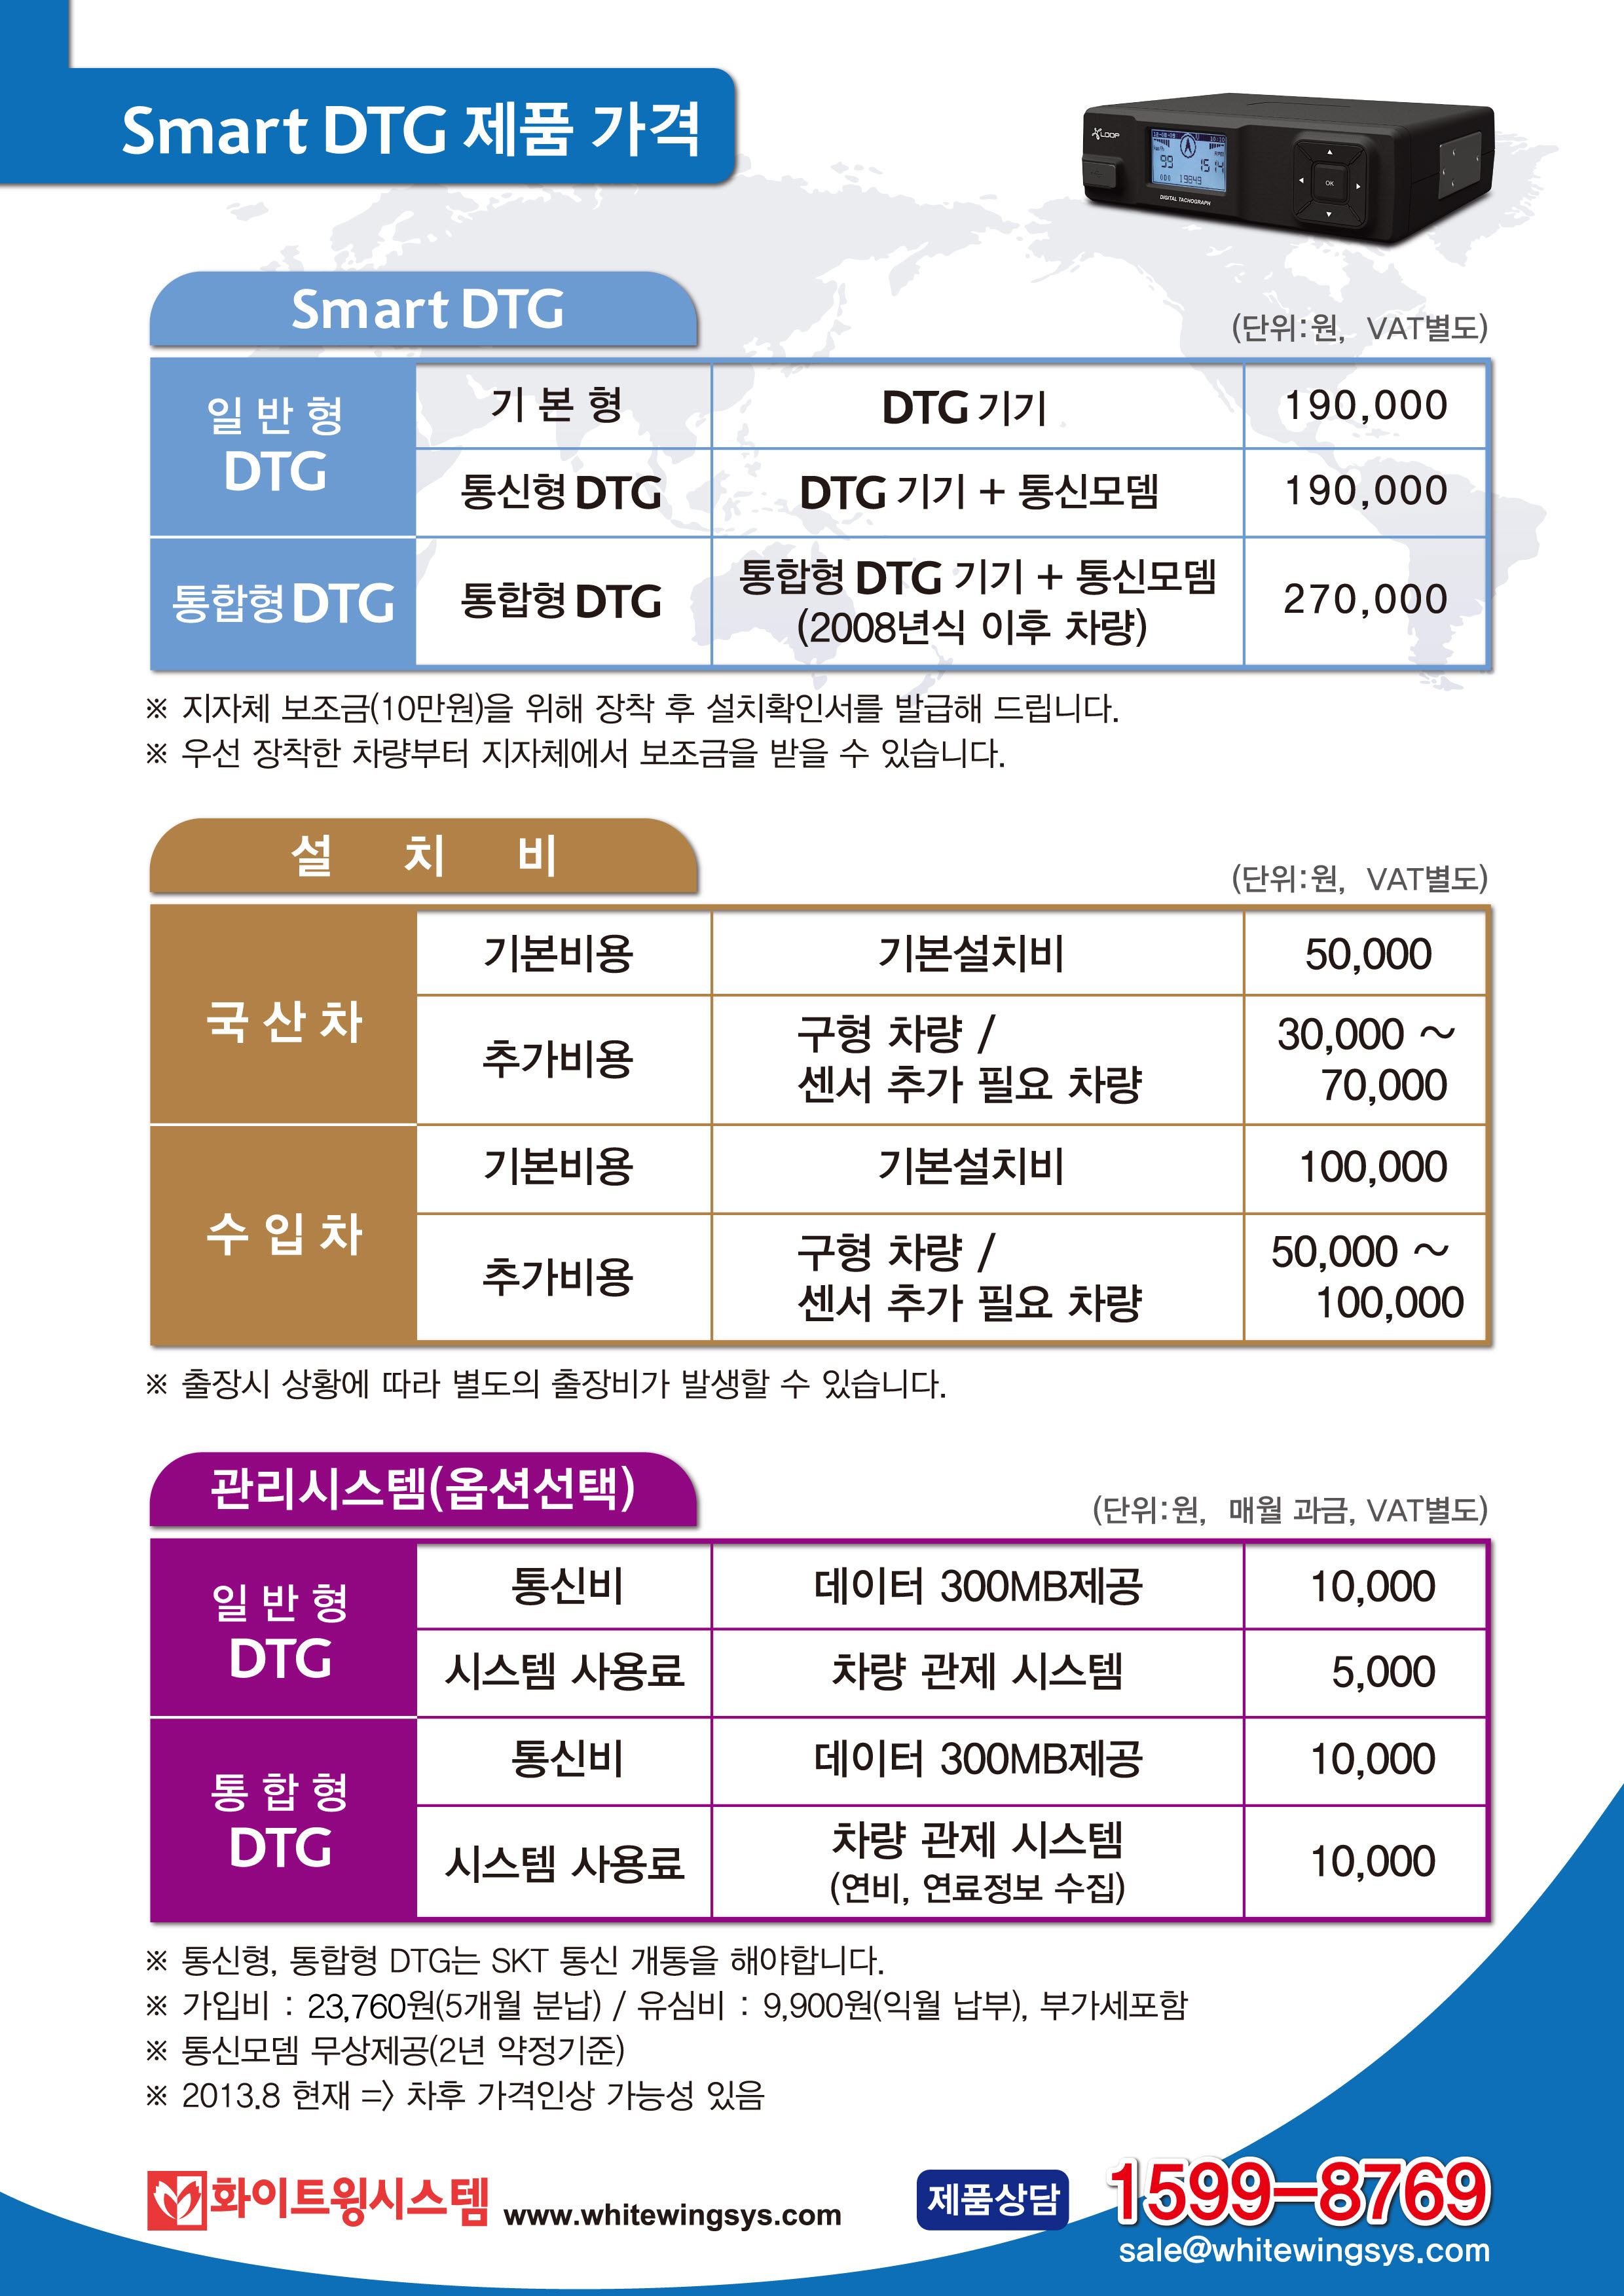 Smart DTG 제품 가격
LOOP
99
1514
19349
OK
DIGITAL TACHOGRAPH
Smart DTG
(단위:원, VAT별도)
일반형 DTG
기본형
DTG 기기
190,000
통신형 DTG
DTG 기기 + 통신모뎀
190,000
통합형 DTG
통합형 DTG
통합형 DTG 기기 + 통신모뎀
(2008년식 이후 차량)
270,000
※ 지자체 보조금(10만원)을 위해 장착 후 설치확인서를 발급해 드립니다.
※ 우선 장착한 차량부터 지자체에서 보조금을 받을 수 있습니다.
설 치 비
(단위:원, VAT별도)
국산차
기본비용
기본설치비
50,000
추가비용
구형 차량 /
센서 추가 필요 차량
30,000 ~
70,000
수입차
기본비용
기본설치비
100,000
추가비용
구형 차량 /
센서 추가 필요 차량
50,000 ~
100,000
※ 출장시 상황에 따라 별도의 출장비가 발생할 수 있습니다.
관리시스템(옵션선택)
(단위:원, 매월 과금, VAT별도)
일반형
DTG
통신비
데이터 300MB제공
10,000
시스템 사용료
차량 관제 시스템
5,000
통합형
DTG
통신비
데이터 300MB제공
10,000
시스템 사용료
차량 관제 시스템
(연비, 연료정보 수집)
10,000
※ 통신형, 통합형 DTG는 SKT 통신 개통을 해야합니다.
※ 가입비 : 23,760원(5개월 분납) / 유심비 : 9,900원(익월 납부), 부가세포함
※ 통신모뎀 무상제공(2년 약정기준)
※ 2013.8 현재 => 차후 가격인상 가능성 있음
화이트윙시스템 www.whitewingsys.com
제품상담
1599-8769
sale@whitewingsys.com